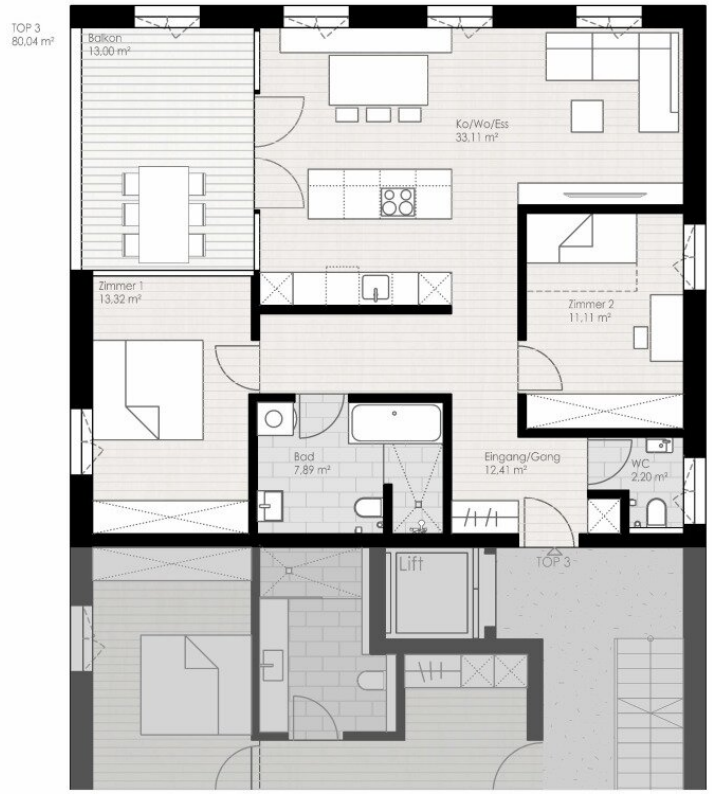 TOP 3
80,04 m²
Balkon
13,00 m²
Ko/Wo/Ess
33,11 m²
Zimmer 1
13,32 m²
Zimmer 2
11,11 m²
Bad
7,89 m²
Eingang/Gang
12,41 m²
WC
2,20 m²
Lift
TOP 3